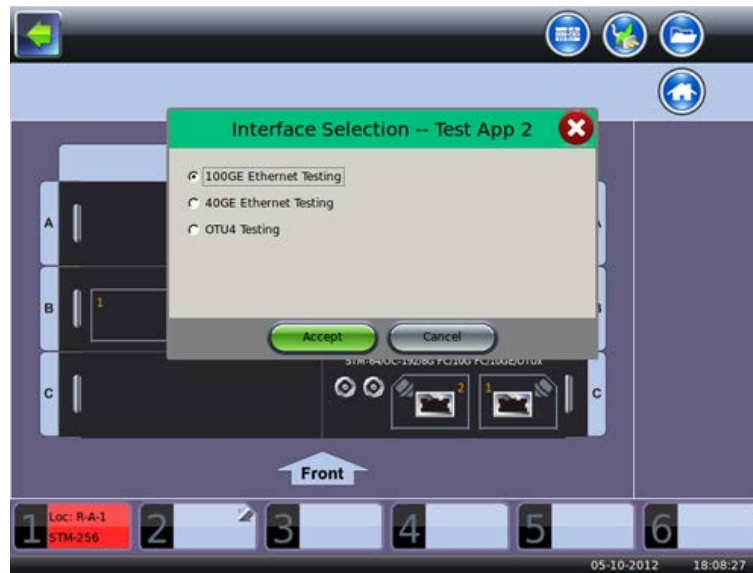 Interface Selection -- Test App 2
100GE Ethernet Testing
40GE Ethernet Testing
OTU4 Testing
Accept
Cancel
A
A
B
1
C
2
1
C
Front
1
Loc: R-A-1
STM-256
2
3
4
5
6
05-10-2012 18:08:27